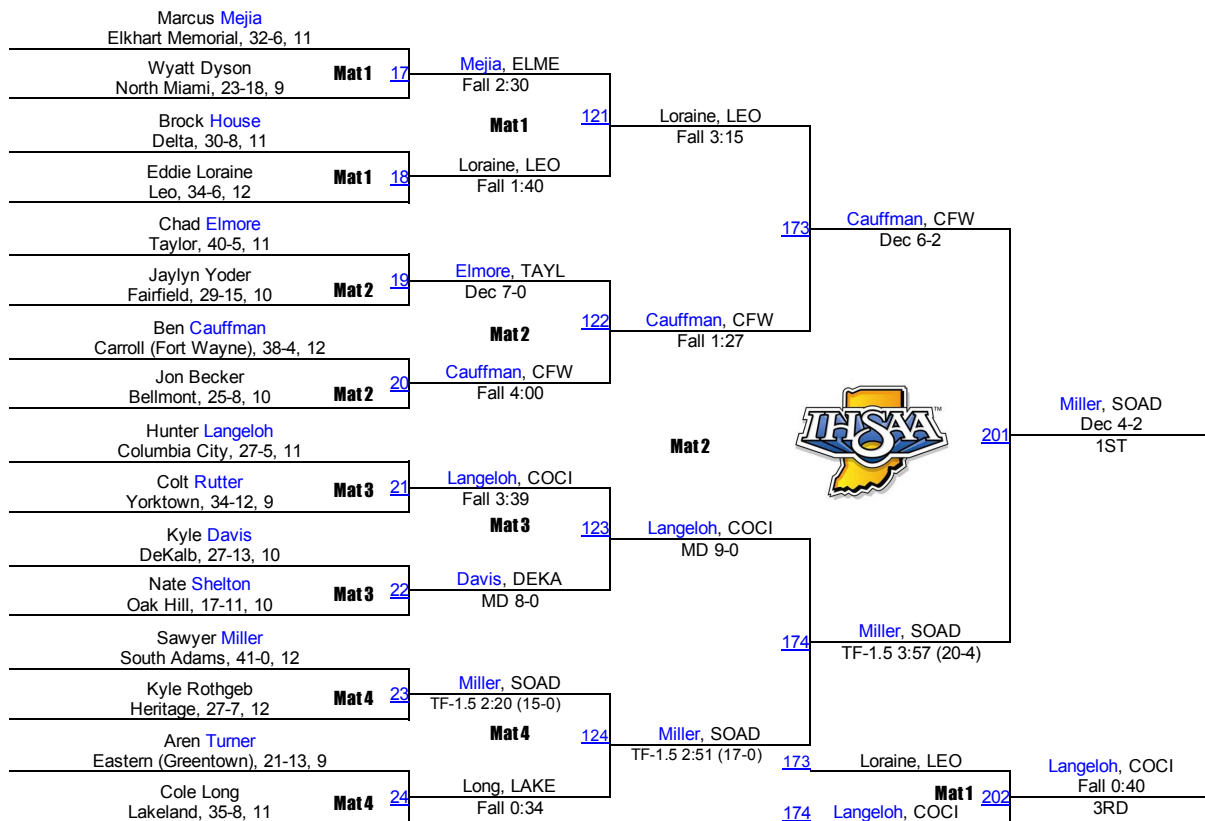 Marcus Mejia
Elkhart Memorial, 32-6, 11
Wyatt Dyson
North Miami, 23-18, 9
Mat 1 17
Brock House
Delta, 30-8, 11
Eddie Loraine
Leo, 34-6, 12
Mat 1 18
Chad Elmore
Taylor, 40-5, 11
Jaylyn Yoder
Fairfield, 29-15, 10
Mat 2 19
Ben Cauffman
Carroll (Fort Wayne), 38-4, 12
Jon Becker
Bellmont, 25-8, 10
Mat 2 20
Hunter Langeloh
Columbia City, 27-5, 11
Colt Rutter
Yorktown, 34-12, 9
Mat 3 21
Kyle Davis
DeKalb, 27-13, 10
Nate Shelton
Oak Hill, 17-11, 10
Mat 3 22
Sawyer Miller
South Adams, 41-0, 12
Kyle Rothgeb
Heritage, 27-7, 12
Mat 4 23
Aren Turner
Eastern (Greentown), 21-13, 9
Cole Long
Lakeland, 35-8, 11
Mat 4 24
Mejia, ELME
Fall 2:30
Mat 1 121
Loraine, LEO
Fall 1:40
Elmore, TAYL
Dec 7-0
Mat 2 122
Cauffman, CFW
Fall 4:00
Langeloh, COCI
Fall 3:39
Mat 3 123
Davis, DEKA
MD 8-0
Miller, SOAD
TF-1.5 2:20 (15-0)
Mat 4 124
Long, LAKE
Fall 0:34
Loraine, LEO
Fall 3:15
173
Cauffman, CFW
Fall 1:27
Mat 2
Langeloh, COCI
MD 9-0
174
Miller, SOAD
TF-1.5 2:51 (17-0)
Cauffman, CFW
Dec 6-2
IHSAA™
201
Miller, SOAD
TF-1.5 3:57 (20-4)
Miller, SOAD
Dec 4-2
1ST
173 Loraine, LEO
Mat 1 202
174 Langeloh, COCI
Langeloh, COCI
Fall 0:40
3RD